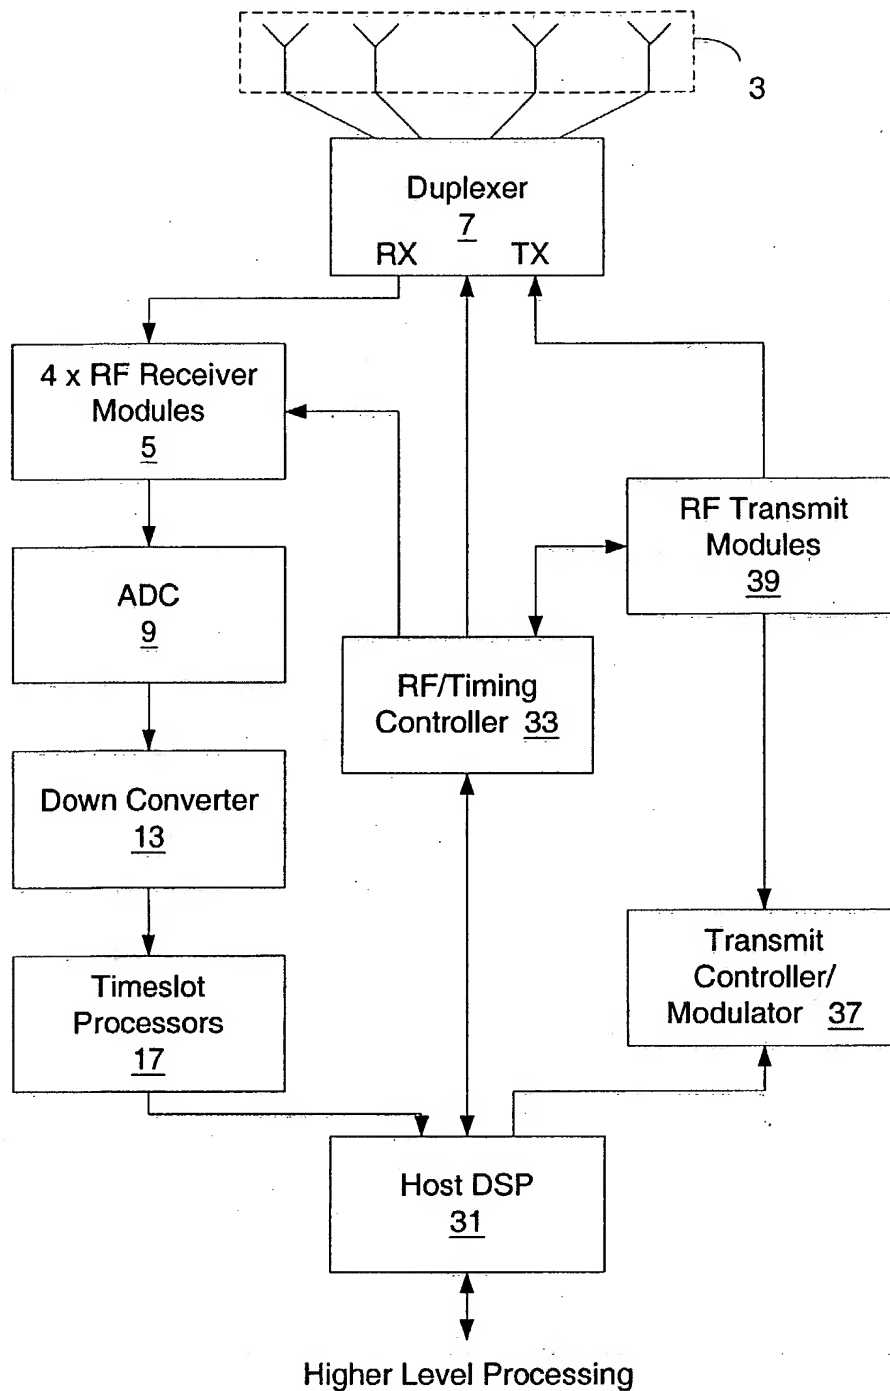 3
Duplexer
7
RX TX
4 x RF Receiver
Modules
5
RF Transmit
Modules
39
ADC
9
RF/Timing
Controller 33
Down Converter
13
Transmit
Controller/
Modulator 37
Timeslot
Processors
17
Host DSP
31
Higher Level Processing